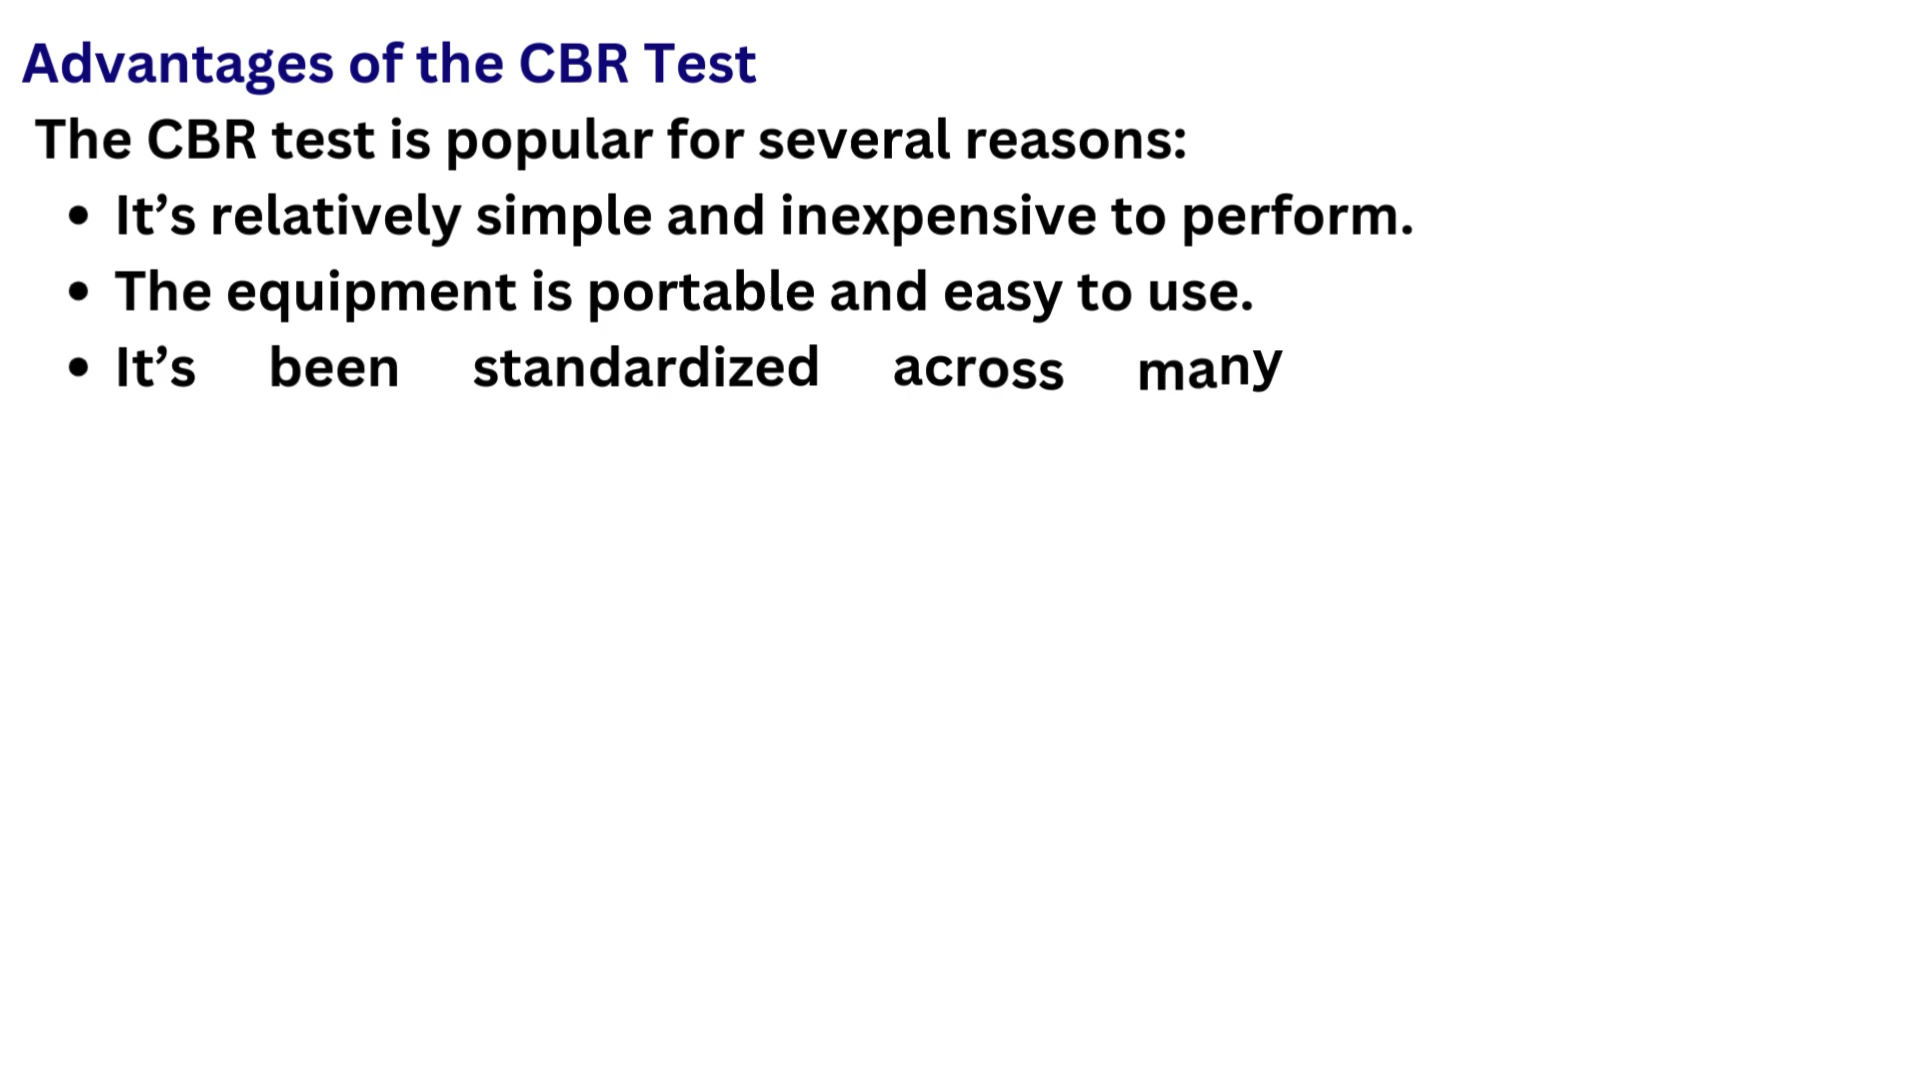 Advantages of the CBR Test
The CBR test is popular for several reasons:
• It’s relatively simple and inexpensive to perform.
• The equipment is portable and easy to use.
• It’s been standardized across many